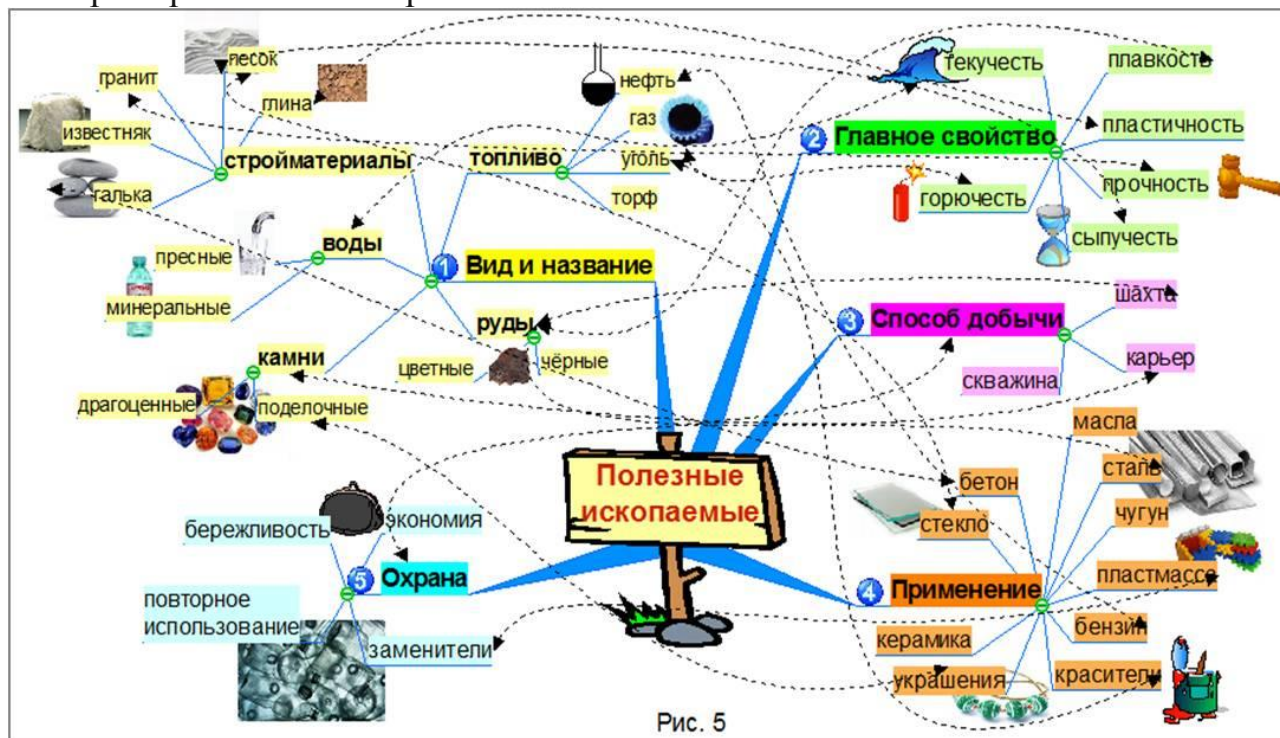 песок
гранит
глина
известняк
стройматериалы
галька
нефть
газ
уголь
торф
топливо
воды
пресные
минеральные
1 Вид и название
руды
цветные
чёрные
камни
драгоценные
поделочные
2 Главное свойство
текучесть
плавкость
пластичность
прочность
горючесть
сыпучесть
3 Способ добычи
шахта
карьер
скважина
Полезные
ископаемые
масла
сталь
бетон
чугун
стекло
пластмасса
4 Применение
бензин
керамика
украшения
красители
5 Охрана
бережливость
экономия
повторное
использование
заменители
Рис. 5